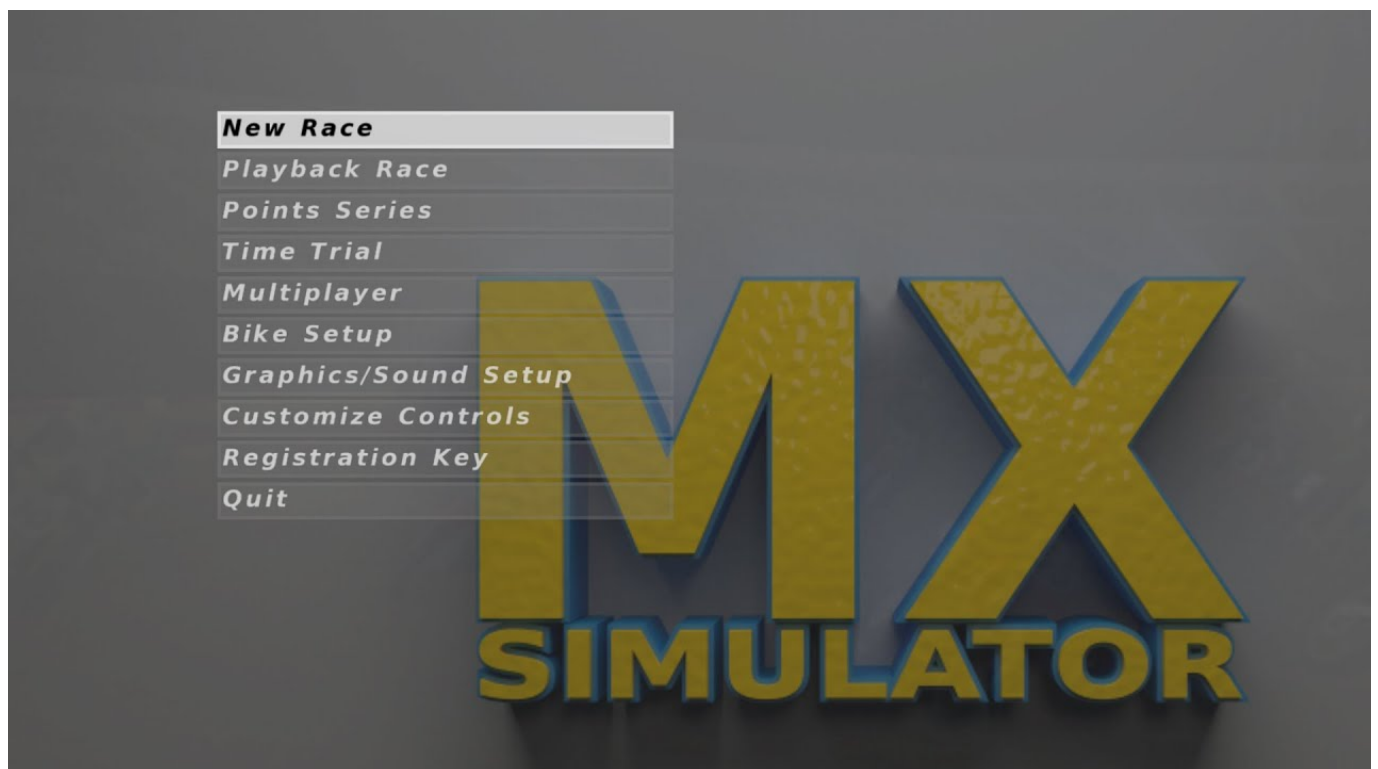 New Race
Playback Race
Points Series
Time Trial
Multiplayer
Bike Setup
Graphics/Sound Setup
Customize Controls
Registration Key
Quit
MX
SIMULATOR